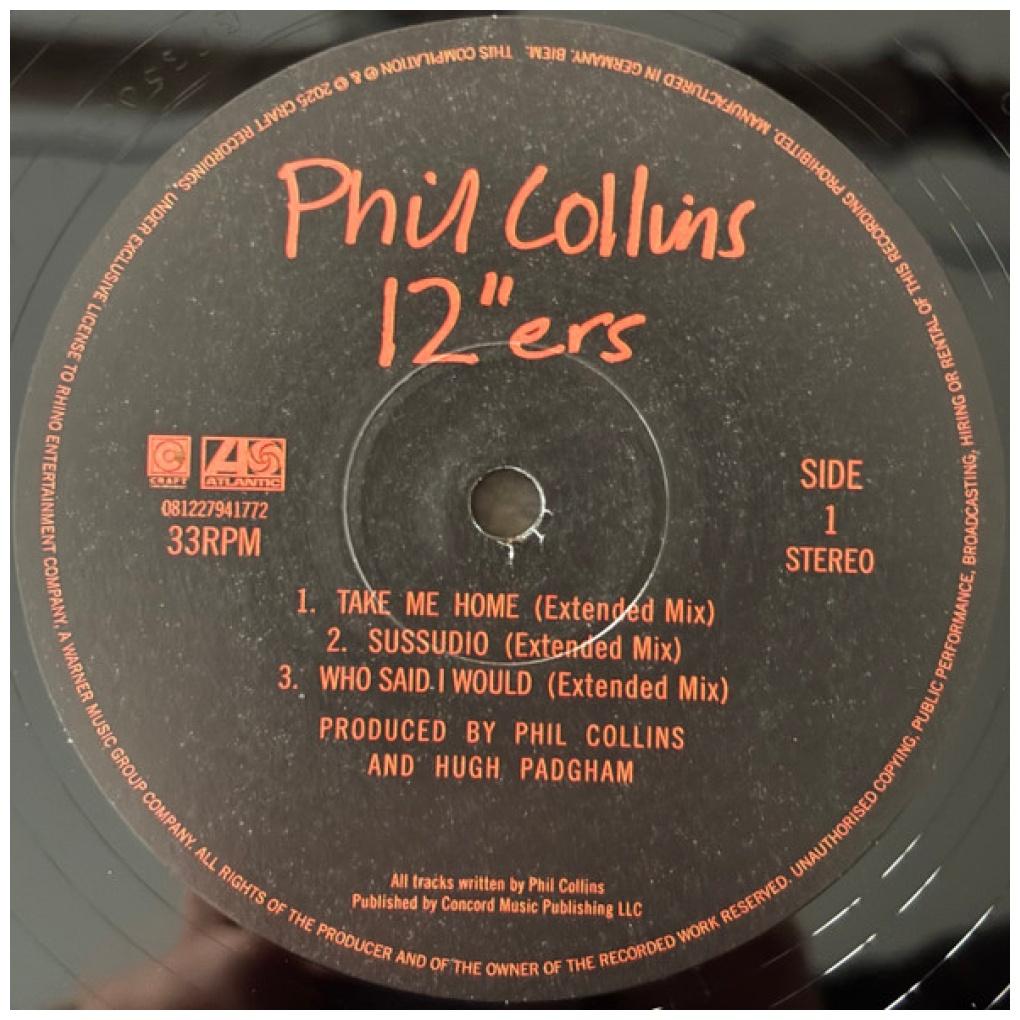 Phil Collins
12"ers
CRAFT
ATLANTIC
081227941772
33RPM
SIDE
1
STEREO
1. TAKE ME HOME (Extended Mix)
2. SUSSUDIO (Extended Mix)
3. WHO SAID I WOULD (Extended Mix)
PRODUCED BY PHIL COLLINS
AND HUGH PADGHAM
All tracks written by Phil Collins
Published by Concord Music Publishing LLC
THIS COMPILATION ℗ & © 2025 CRAFT RECORDINGS, UNDER EXCLUSIVE LICENSE TO RHINO ENTERTAINMENT COMPANY, A WARNER MUSIC GROUP COMPANY. ALL RIGHTS OF THE PRODUCER AND OF THE OWNER OF THE RECORDED WORK RESERVED. UNAUTHORISED COPYING, PUBLIC PERFORMANCE, BROADCASTING, HIRING OR RENTAL OF THIS RECORDING PROHIBITED. MANUFACTURED IN GERMANY. BIEM.